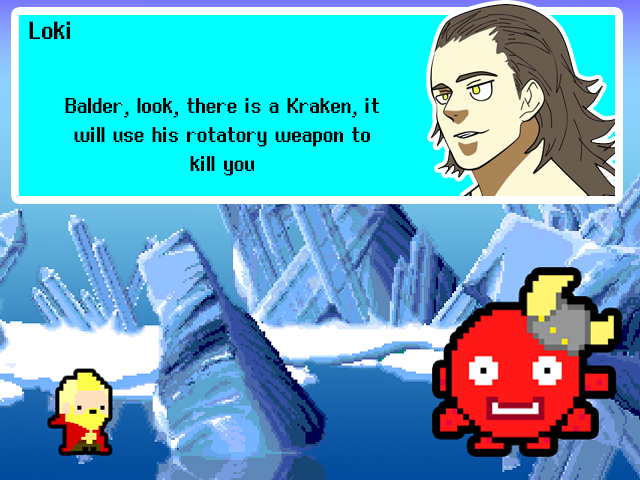 Loki
Balder, look, there is a Kraken, it
will use his rotatory weapon to
kill you